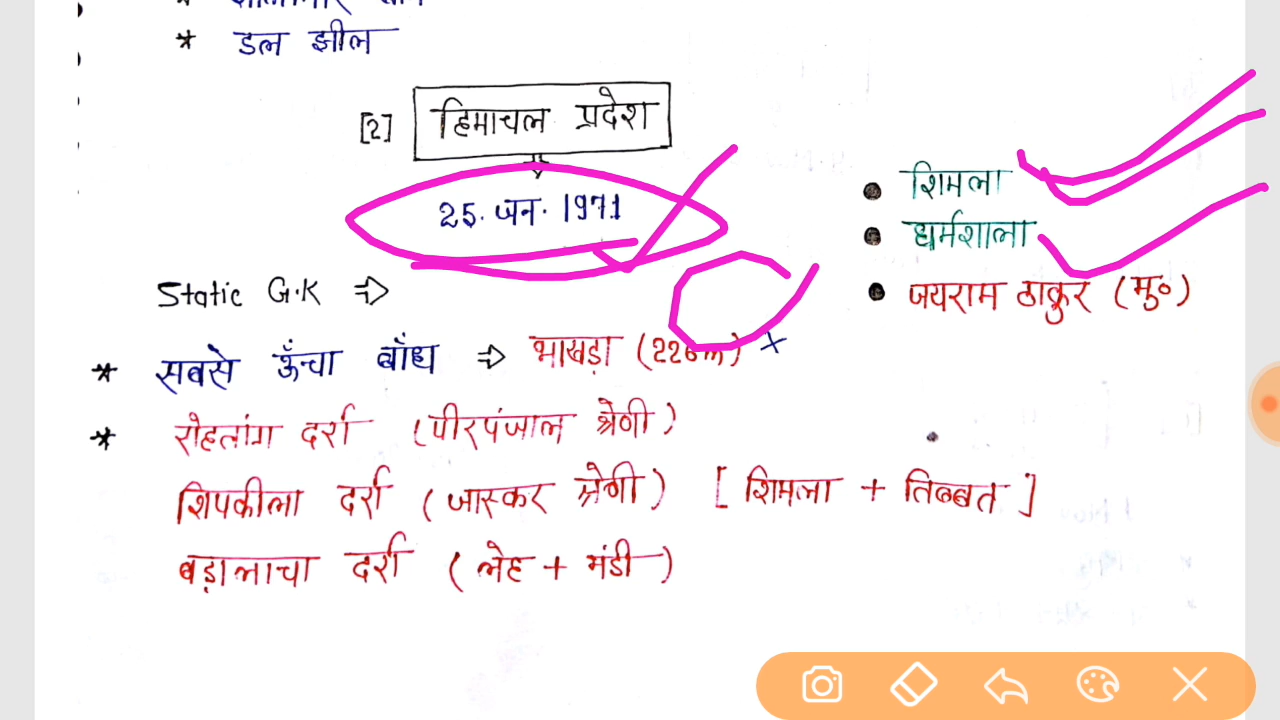 * डल झील
[2] हिमाचल प्रदेश
25. जन. 1971
• शिमला
• धर्मशाला
• जयराम ठाकुर (मु०)
Static G.K ⇒
* सबसे ऊँचा बाँध ⇒ भाखड़ा (226m) x
* रोहतांग दर्रा (पीरपंजाल श्रेणी)
शिपकीला दर्रा (जास्कर श्रेणी) [शिमला + तिब्बत]
बड़ालाचा दर्रा (लेह + मंडी)